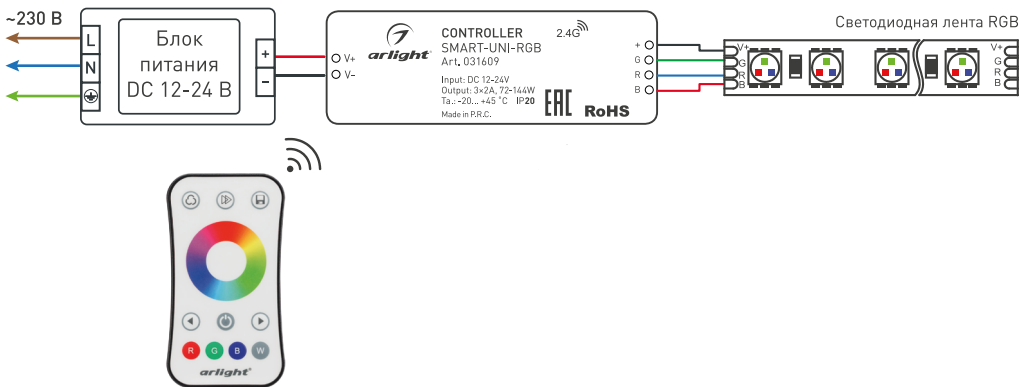 ~230 В
L
N
Блок
питания
DC 12-24 В
+
−
V+
V−
arlight®
CONTROLLER
SMART-UNI-RGB
Art. 031609
2.4G
Input: DC 12-24V
Output: 3×2A, 72-144W
Ta.: -20... +45 °C IP20
Made in P.R.C.
EAC
RoHS
+
G
R
B
Светодиодная лента RGB
V+
G
R
B
V+
G
R
B
R
G
B
W
arlight®